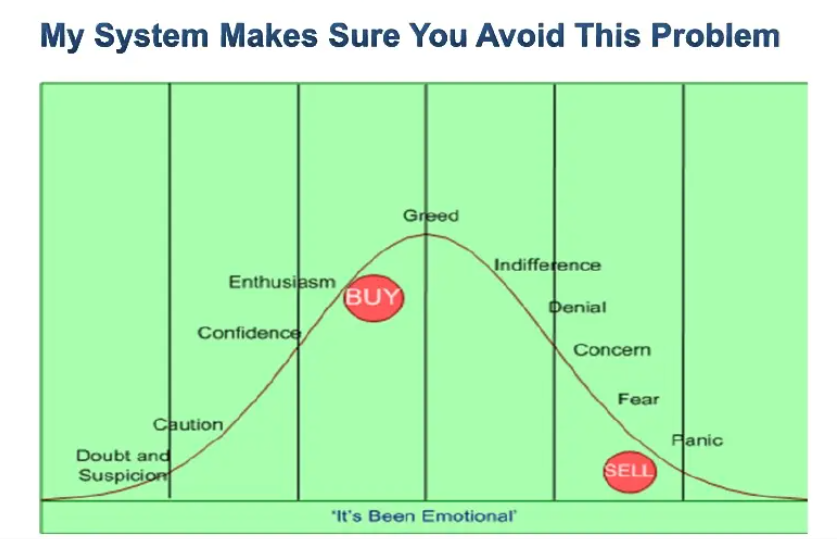 My System Makes Sure You Avoid This Problem
Greed
Indifference
Enthusiasm
BUY
Denial
Confidence
Concern
Fear
Caution
Panic
Doubt and
Suspicion
SELL
'It's Been Emotional'